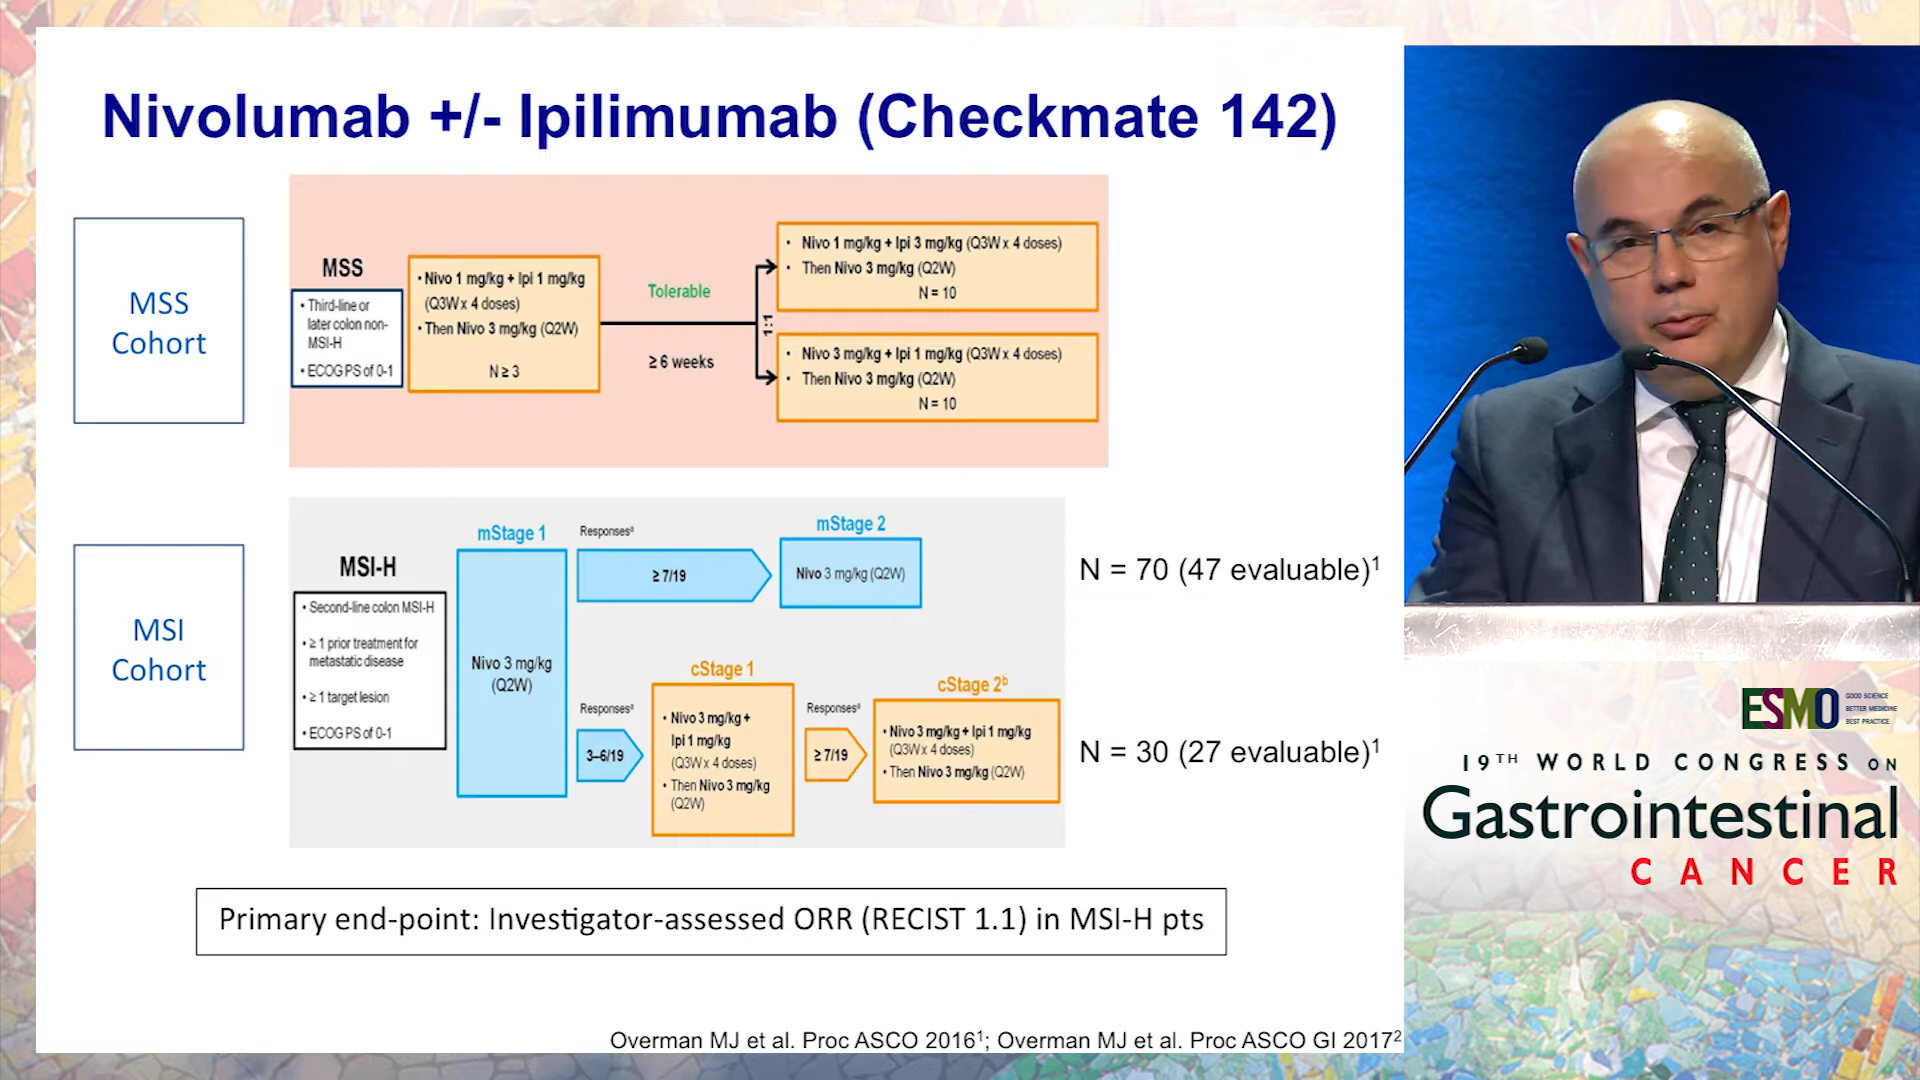 Nivolumab +/- Ipilimumab (Checkmate 142)
MSS
Cohort
MSS
• Third-line or
later colon non-
MSI-H
• ECOG PS of 0-1
• Nivo 1 mg/kg + Ipi 1 mg/kg
(Q3W x 4 doses)
• Then Nivo 3 mg/kg (Q2W)
N ≥ 3
Tolerable
≥ 6 weeks
1:1
• Nivo 1 mg/kg + Ipi 3 mg/kg (Q3W x 4 doses)
• Then Nivo 3 mg/kg (Q2W)
N = 10
• Nivo 3 mg/kg + Ipi 1 mg/kg (Q3W x 4 doses)
• Then Nivo 3 mg/kg (Q2W)
N = 10
MSI
Cohort
MSI-H
• Second-line colon MSI-H
• ≥ 1 prior treatment for
metastatic disease
• ≥ 1 target lesion
• ECOG PS of 0-1
mStage 1
Nivo 3 mg/kg
(Q2W)
Responsesª
≥ 7/19
mStage 2
Nivo 3 mg/kg (Q2W)
N = 70 (47 evaluable)¹
Responsesª
3–6/19
cStage 1
• Nivo 3 mg/kg +
Ipi 1 mg/kg
(Q3W x 4 doses)
• Then Nivo 3 mg/kg
(Q2W)
Responsesª
≥ 7/19
cStage 2ᵇ
• Nivo 3 mg/kg + Ipi 1 mg/kg
(Q3W x 4 doses)
• Then Nivo 3 mg/kg (Q2W)
N = 30 (27 evaluable)¹
Primary end-point: Investigator-assessed ORR (RECIST 1.1) in MSI-H pts
Overman MJ et al. Proc ASCO 2016¹; Overman MJ et al. Proc ASCO GI 2017²
ESMO
GOOD SCIENCE
BETTER MEDICINE
BEST PRACTICE
19TH WORLD CONGRESS ON
Gastrointestinal
CANCER